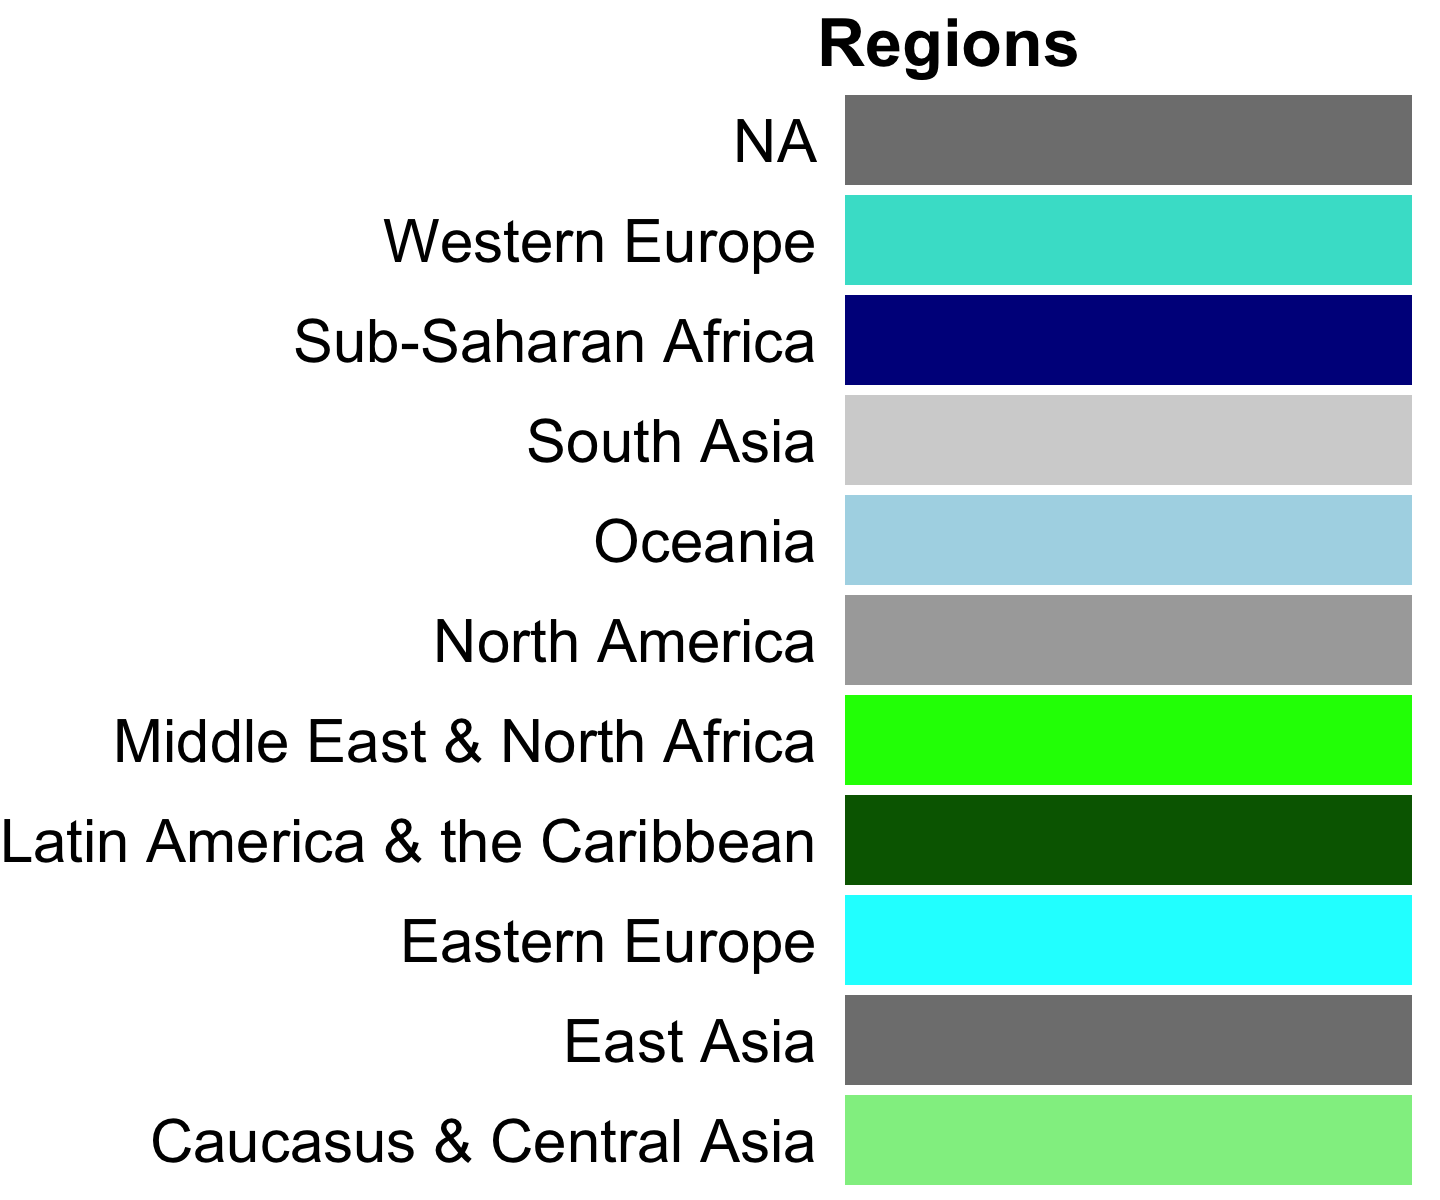 Regions
NA
Western Europe
Sub-Saharan Africa
South Asia
Oceania
North America
Middle East & North Africa
Latin America & the Caribbean
Eastern Europe
East Asia
Caucasus & Central Asia